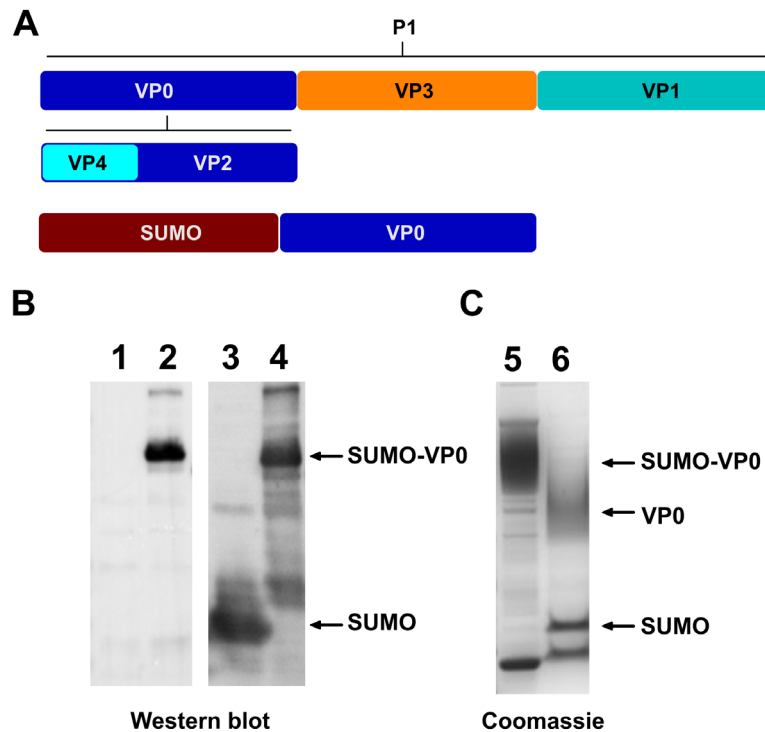 A
P1
VP0 VP3 VP1
VP4 VP2
SUMO VP0
B
1 2 3 4
SUMO-VP0
SUMO
Western blot
C
5 6
SUMO-VP0
VP0
SUMO
Coomassie